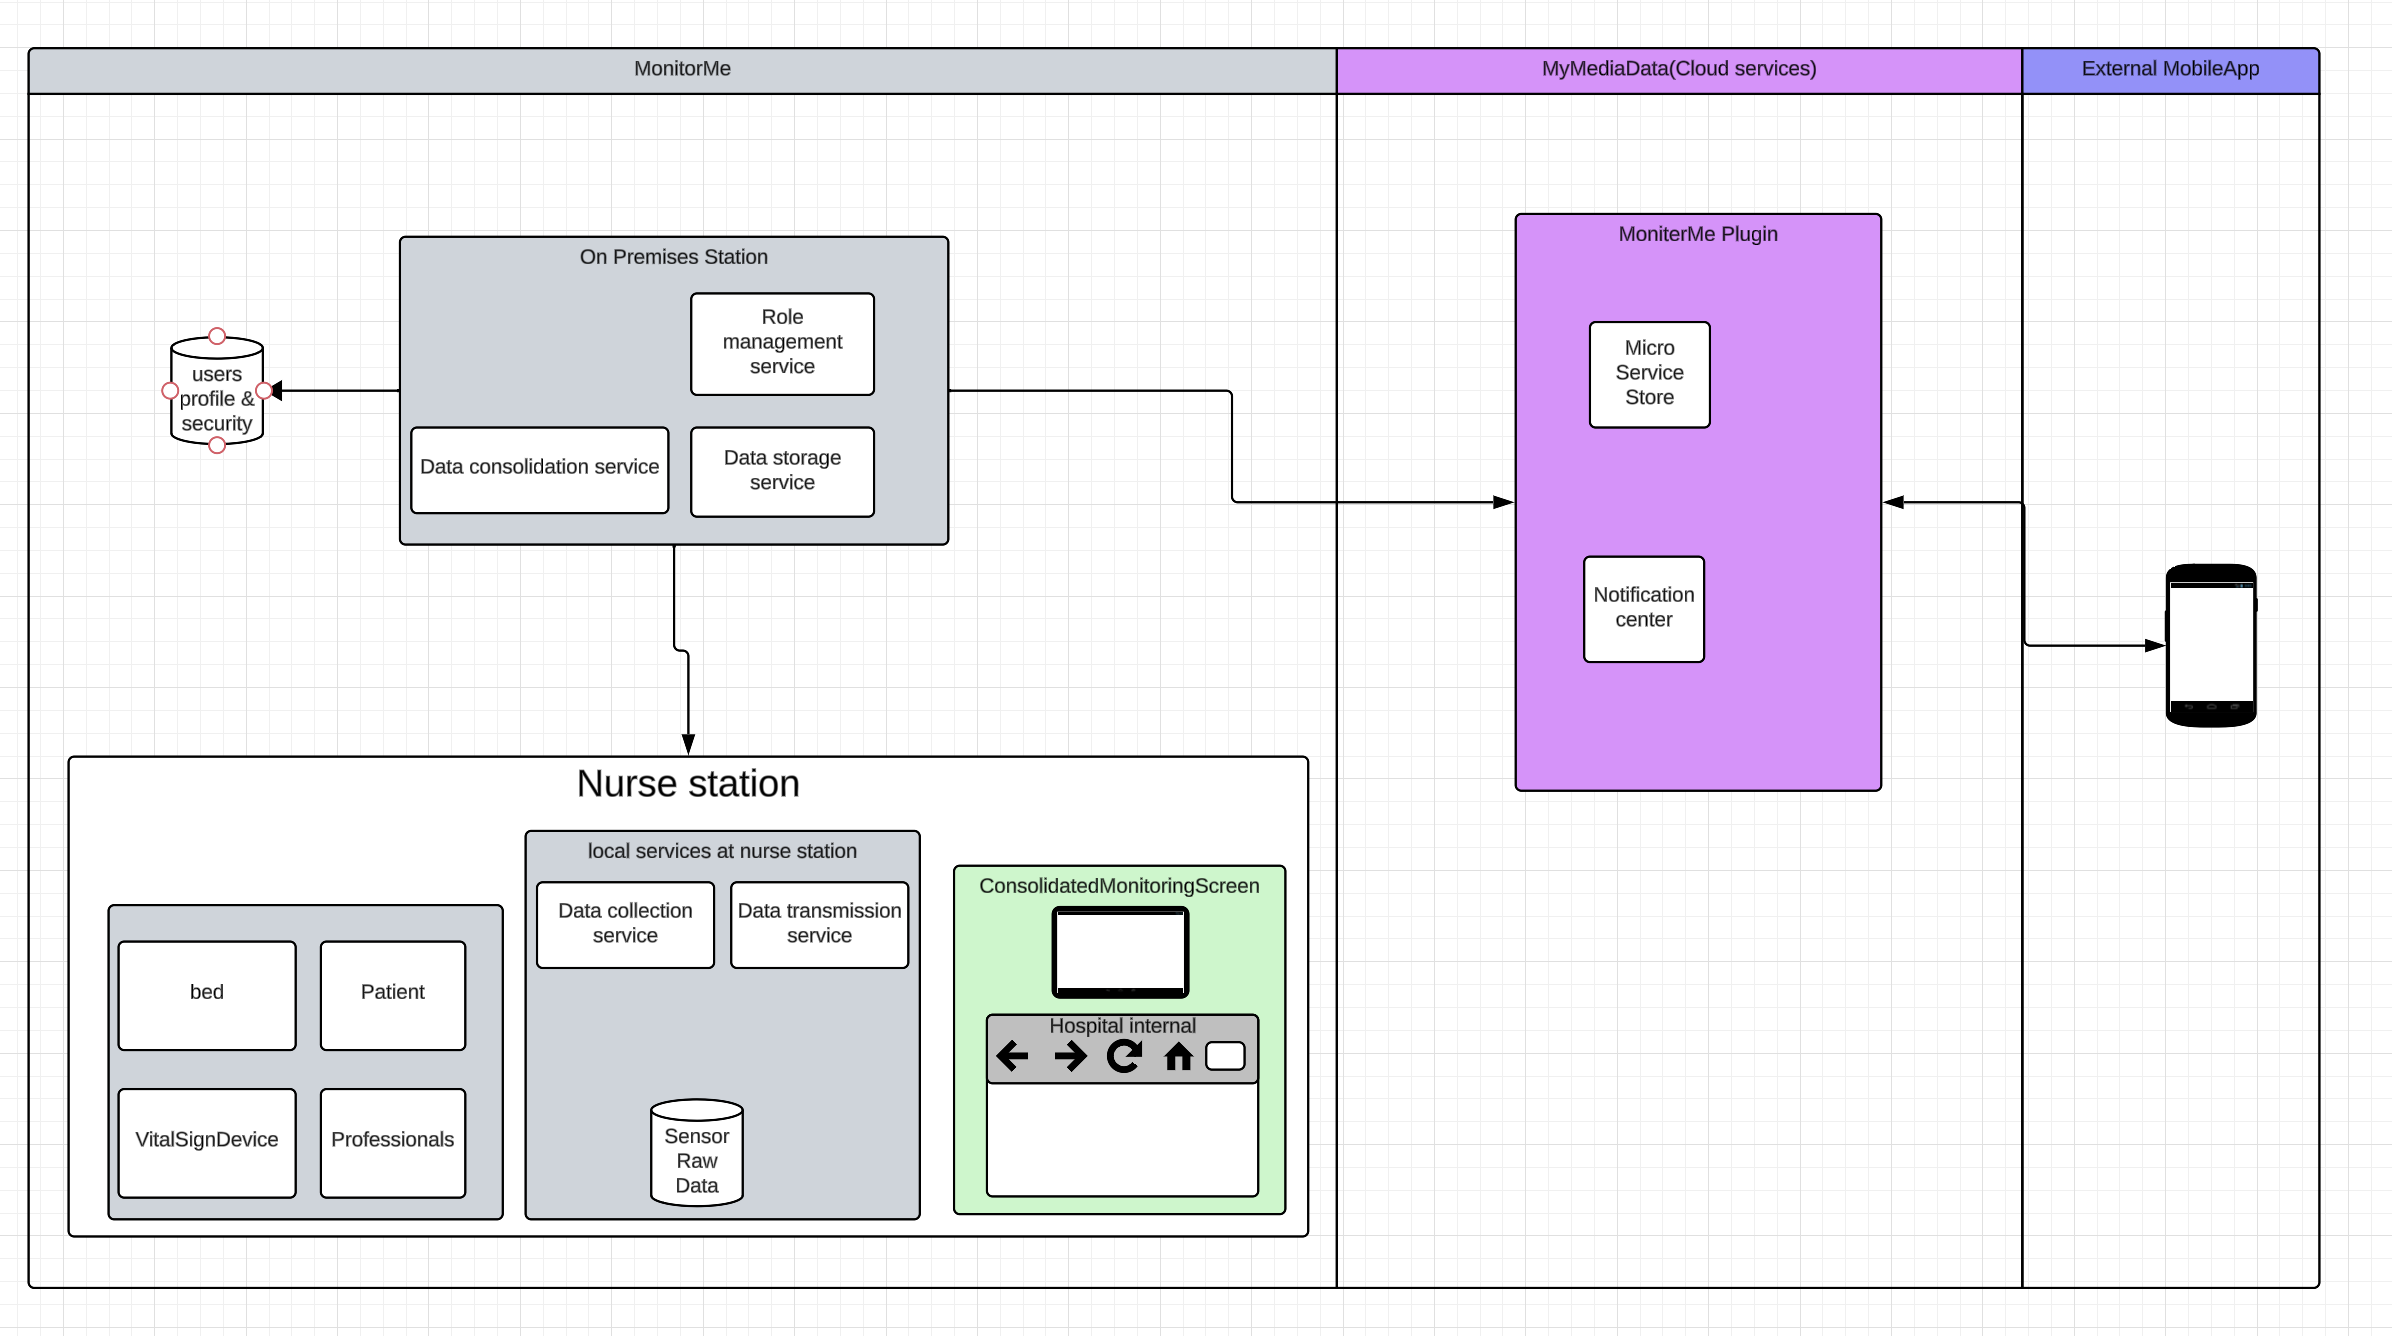 MonitorMe
MyMediaData(Cloud services)
External MobileApp
On Premises Station
Role
management
service
Data consolidation service
Data storage
service
users
profile &
security
MoniterMe Plugin
Micro
Service
Store
Notification
center
Nurse station
local services at nurse station
Data collection
service
Data transmission
service
Sensor
Raw
Data
bed
Patient
VitalSignDevice
Professionals
ConsolidatedMonitoringScreen
Hospital internal